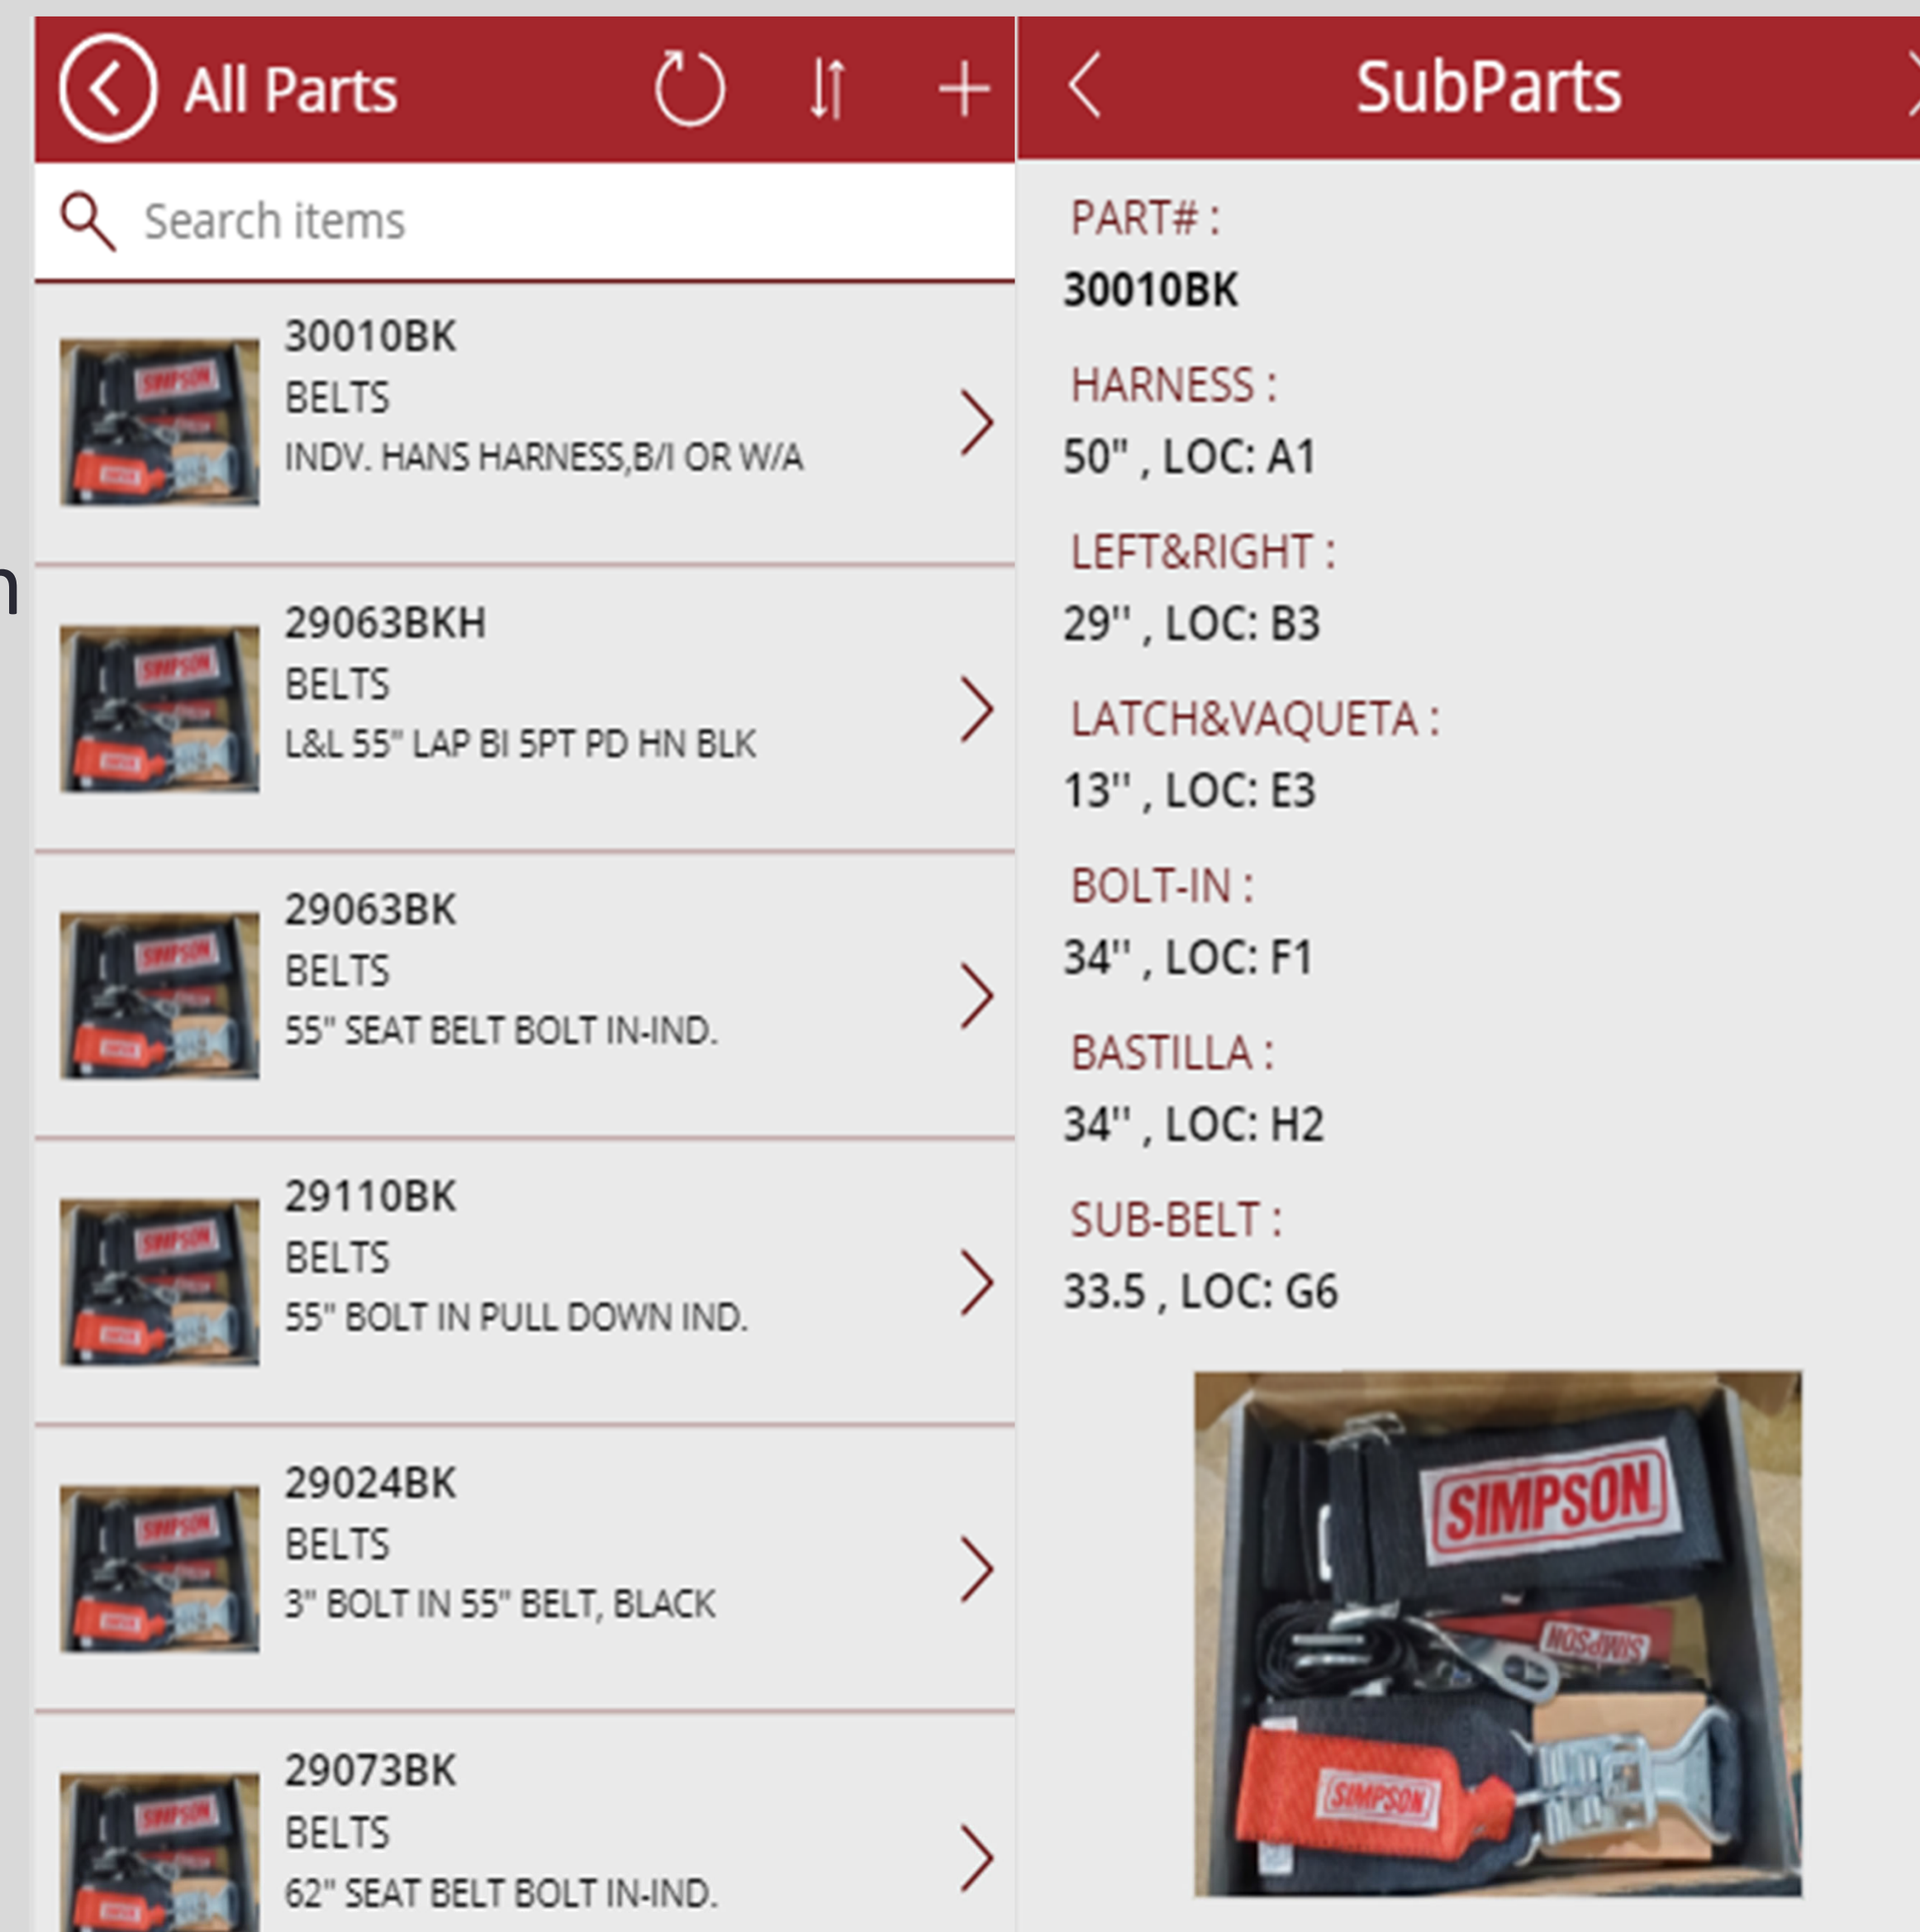 All Parts
Search items
30010BK
BELTS
INDV. HANS HARNESS,B/I OR W/A
29063BKH
BELTS
L&L 55" LAP BI 5PT PD HN BLK
29063BK
BELTS
55" SEAT BELT BOLT IN-IND.
29110BK
BELTS
55" BOLT IN PULL DOWN IND.
29024BK
BELTS
3" BOLT IN 55" BELT, BLACK
29073BK
BELTS
62" SEAT BELT BOLT IN-IND.
n
SubParts
PART# :
30010BK
HARNESS :
50" , LOC: A1
LEFT&RIGHT :
29'' , LOC: B3
LATCH&VAQUETA :
13'' , LOC: E3
BOLT-IN :
34'' , LOC: F1
BASTILLA :
34'' , LOC: H2
SUB-BELT :
33.5 , LOC: G6
SIMPSON
SIMPSON
SIMPSON